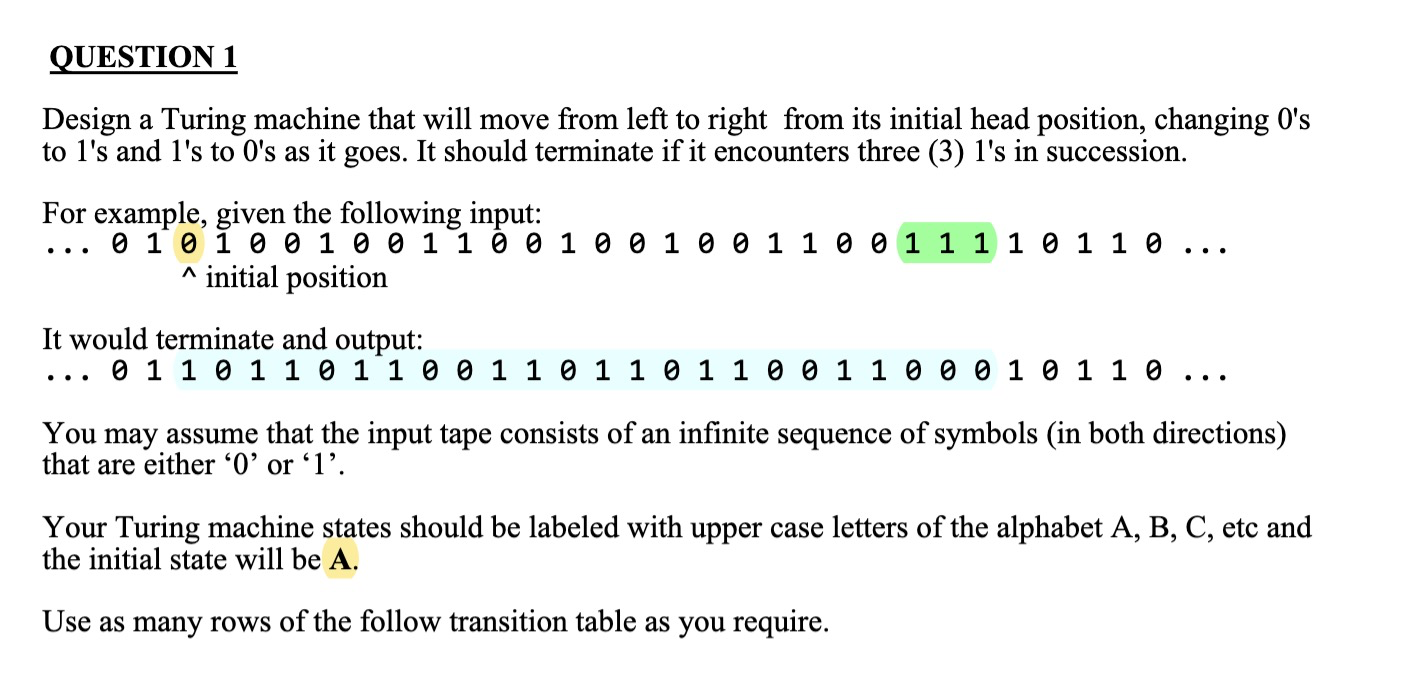 QUESTION 1
Design a Turing machine that will move from left to right from its initial head position, changing 0's
to 1's and 1's to 0's as it goes. It should terminate if it encounters three (3) 1's in succession.
For example, given the following input:
... 0 1 0 1 0 0 1 0 0 1 1 0 0 1 0 0 1 0 0 1 1 0 0 1 1 1 1 0 1 1 0 ...
^ initial position
It would terminate and output:
... 0 1 1 0 1 1 0 1 1 0 0 1 1 0 1 1 0 1 1 0 0 1 1 0 0 0 1 0 1 1 0 ...
You may assume that the input tape consists of an infinite sequence of symbols (in both directions)
that are either ‘0’ or ‘1’.
Your Turing machine states should be labeled with upper case letters of the alphabet A, B, C, etc and
the initial state will be A.
Use as many rows of the follow transition table as you require.